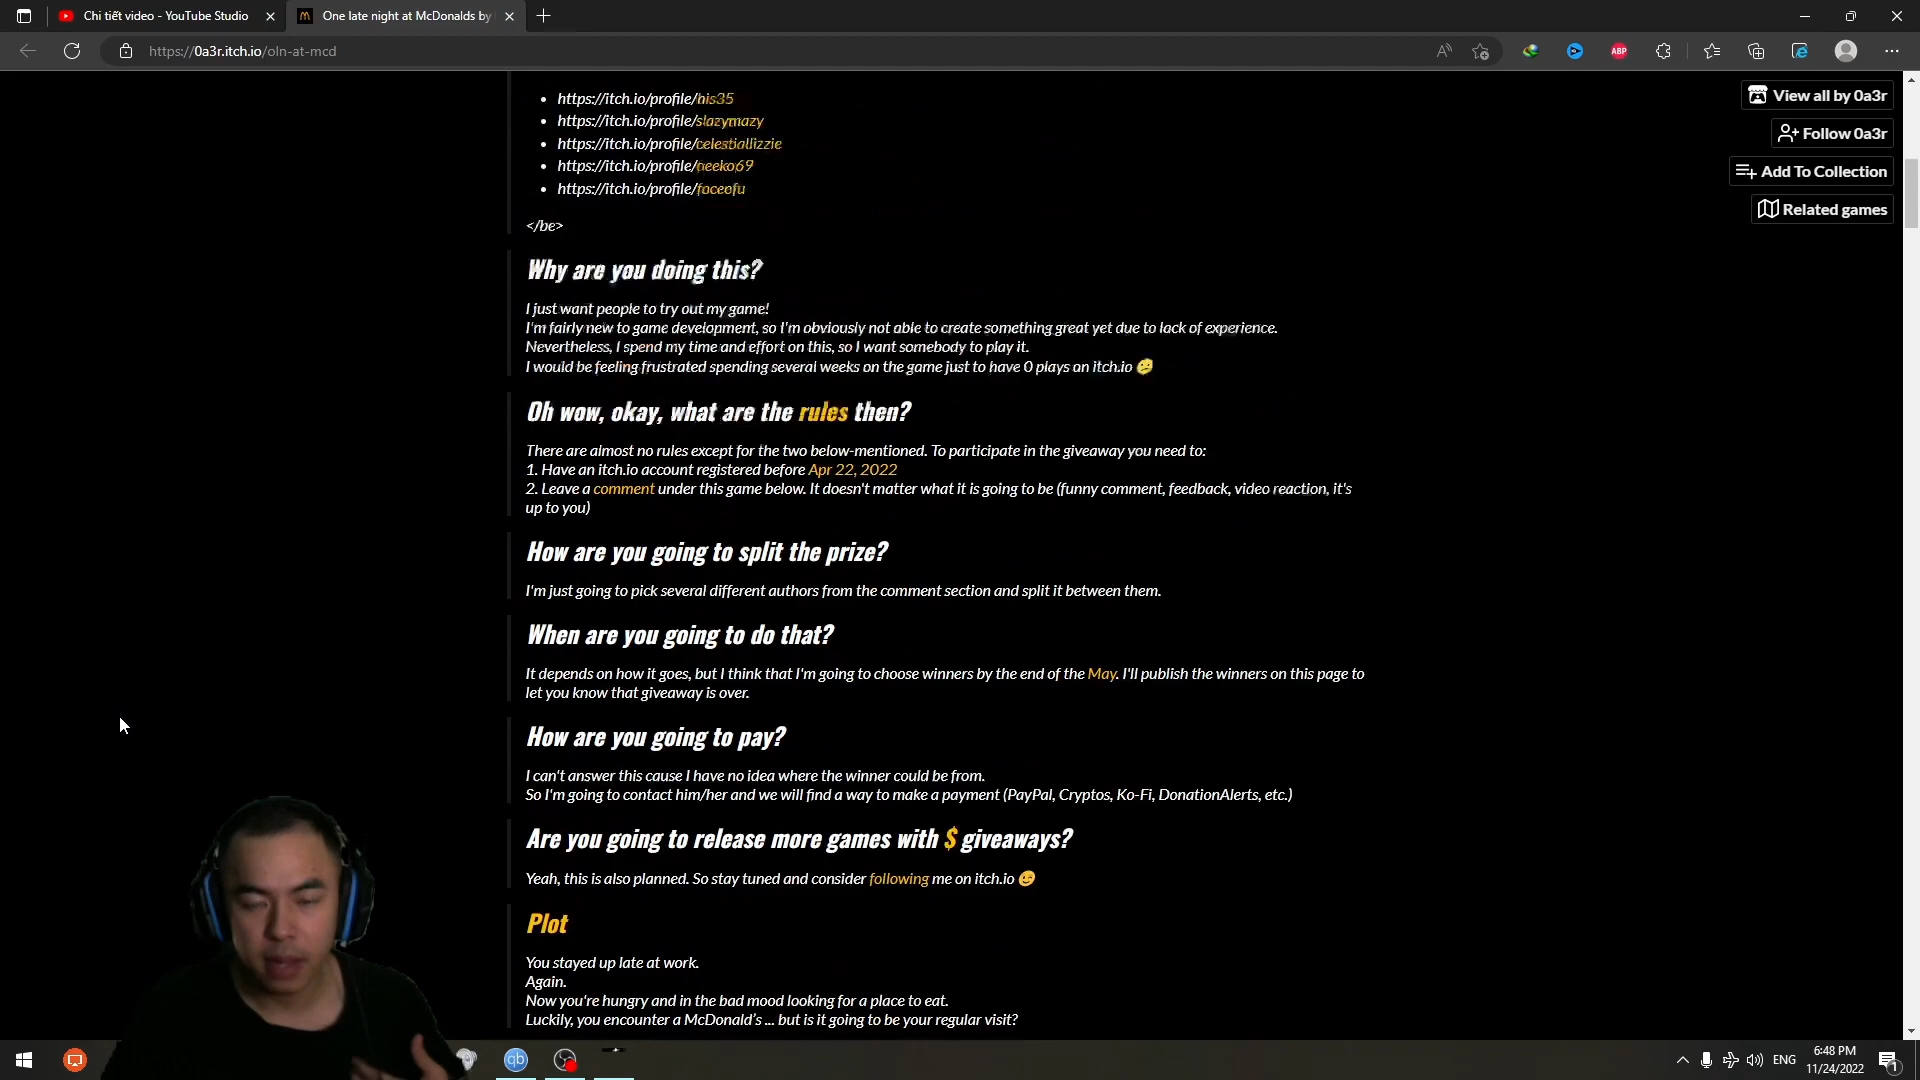 Chi tiết video - YouTube Studio
One late night at McDonalds by
https://0a3r.itch.io/oln-at-mcd
ABP
View all by 0a3r
Follow 0a3r
Add To Collection
Related games
https://itch.io/profile/his35
https://itch.io/profile/slazymazy
https://itch.io/profile/celestiallizzie
https://itch.io/profile/neeko69
https://itch.io/profile/faceofu
</be>
Why are you doing this?
I just want people to try out my game!
I'm fairly new to game development, so I'm obviously not able to create something great yet due to lack of experience.
Nevertheless, I spend my time and effort on this, so I want somebody to play it.
I would be feeling frustrated spending several weeks on the game just to have 0 plays on itch.io 🫤
Oh wow, okay, what are the rules then?
There are almost no rules except for the two below-mentioned. To participate in the giveaway you need to:
1. Have an itch.io account registered before Apr 22, 2022
2. Leave a comment under this game below. It doesn't matter what it is going to be (funny comment, feedback, video reaction, it's
up to you)
How are you going to split the prize?
I'm just going to pick several different authors from the comment section and split it between them.
When are you going to do that?
It depends on how it goes, but I think that I'm going to choose winners by the end of the May. I'll publish the winners on this page to
let you know that giveaway is over.
How are you going to pay?
I can't answer this cause I have no idea where the winner could be from.
So I'm going to contact him/her and we will find a way to make a payment (PayPal, Cryptos, Ko-Fi, DonationAlerts, etc.)
Are you going to release more games with $ giveaways?
Yeah, this is also planned. So stay tuned and consider following me on itch.io 😉
Plot
You stayed up late at work.
Again.
Now you're hungry and in the bad mood looking for a place to eat.
Luckily, you encounter a McDonald's ... but is it going to be your regular visit?
qb
ENG
6:48 PM
11/24/2022
1